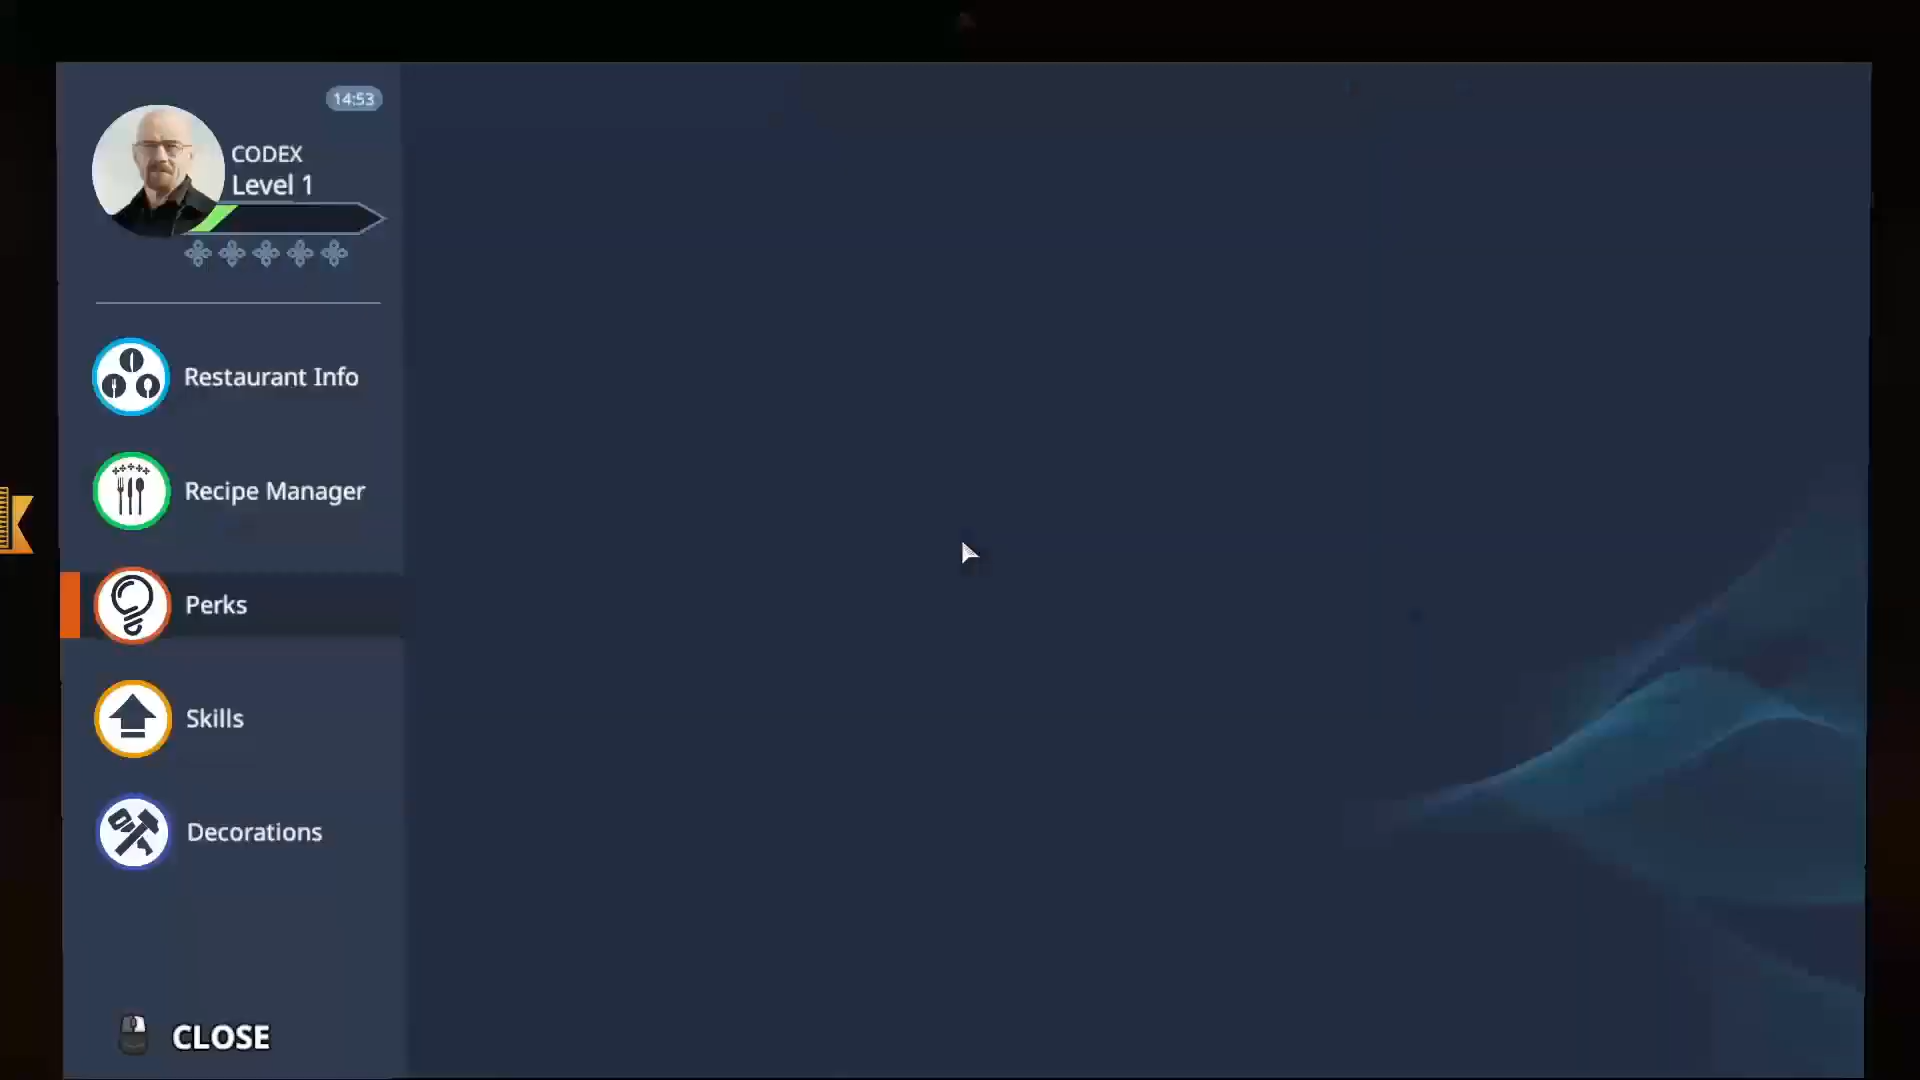 14:53
CODEX
Level 1
Restaurant Info
Recipe Manager
Perks
Skills
Decorations
CLOSE